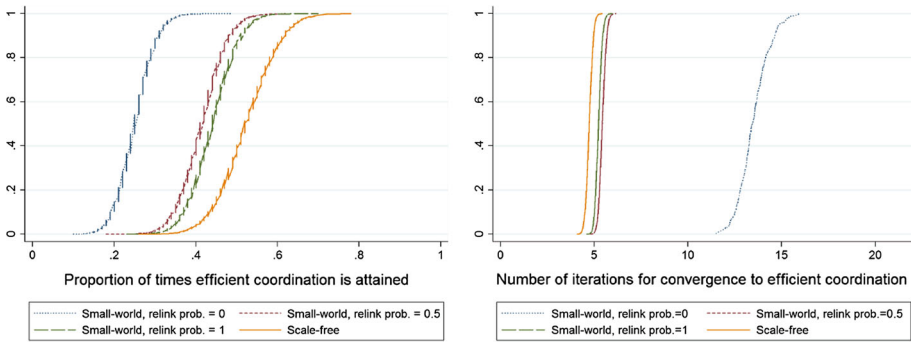 1
.8
.6
.4
.2
0
0 .2 .4 .6 .8 1
Proportion of times efficient coordination is attained
Small-world, relink prob. = 0 Small-world, relink prob. = 0.5
Small-world, relink prob. = 1 Scale-free
1
.8
.6
.4
.2
0
0 5 10 15 20
Number of iterations for convergence to efficient coordination
Small-world, relink prob.=0 Small-world, relink prob.=0.5
Small-world, relink prob.=1 Scale-free